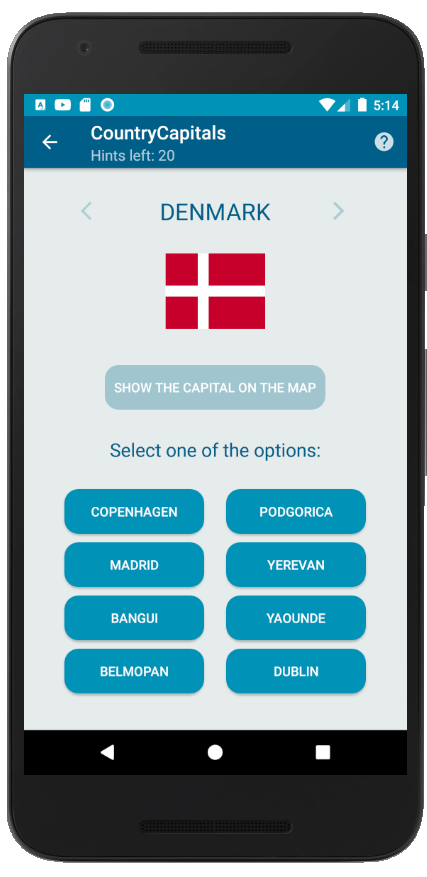 5:14
CountryCapitals
Hints left: 20
DENMARK
SHOW THE CAPITAL ON THE MAP
Select one of the options:
COPENHAGEN PODGORICA
MADRID YEREVAN
BANGUI YAOUNDE
BELMOPAN DUBLIN